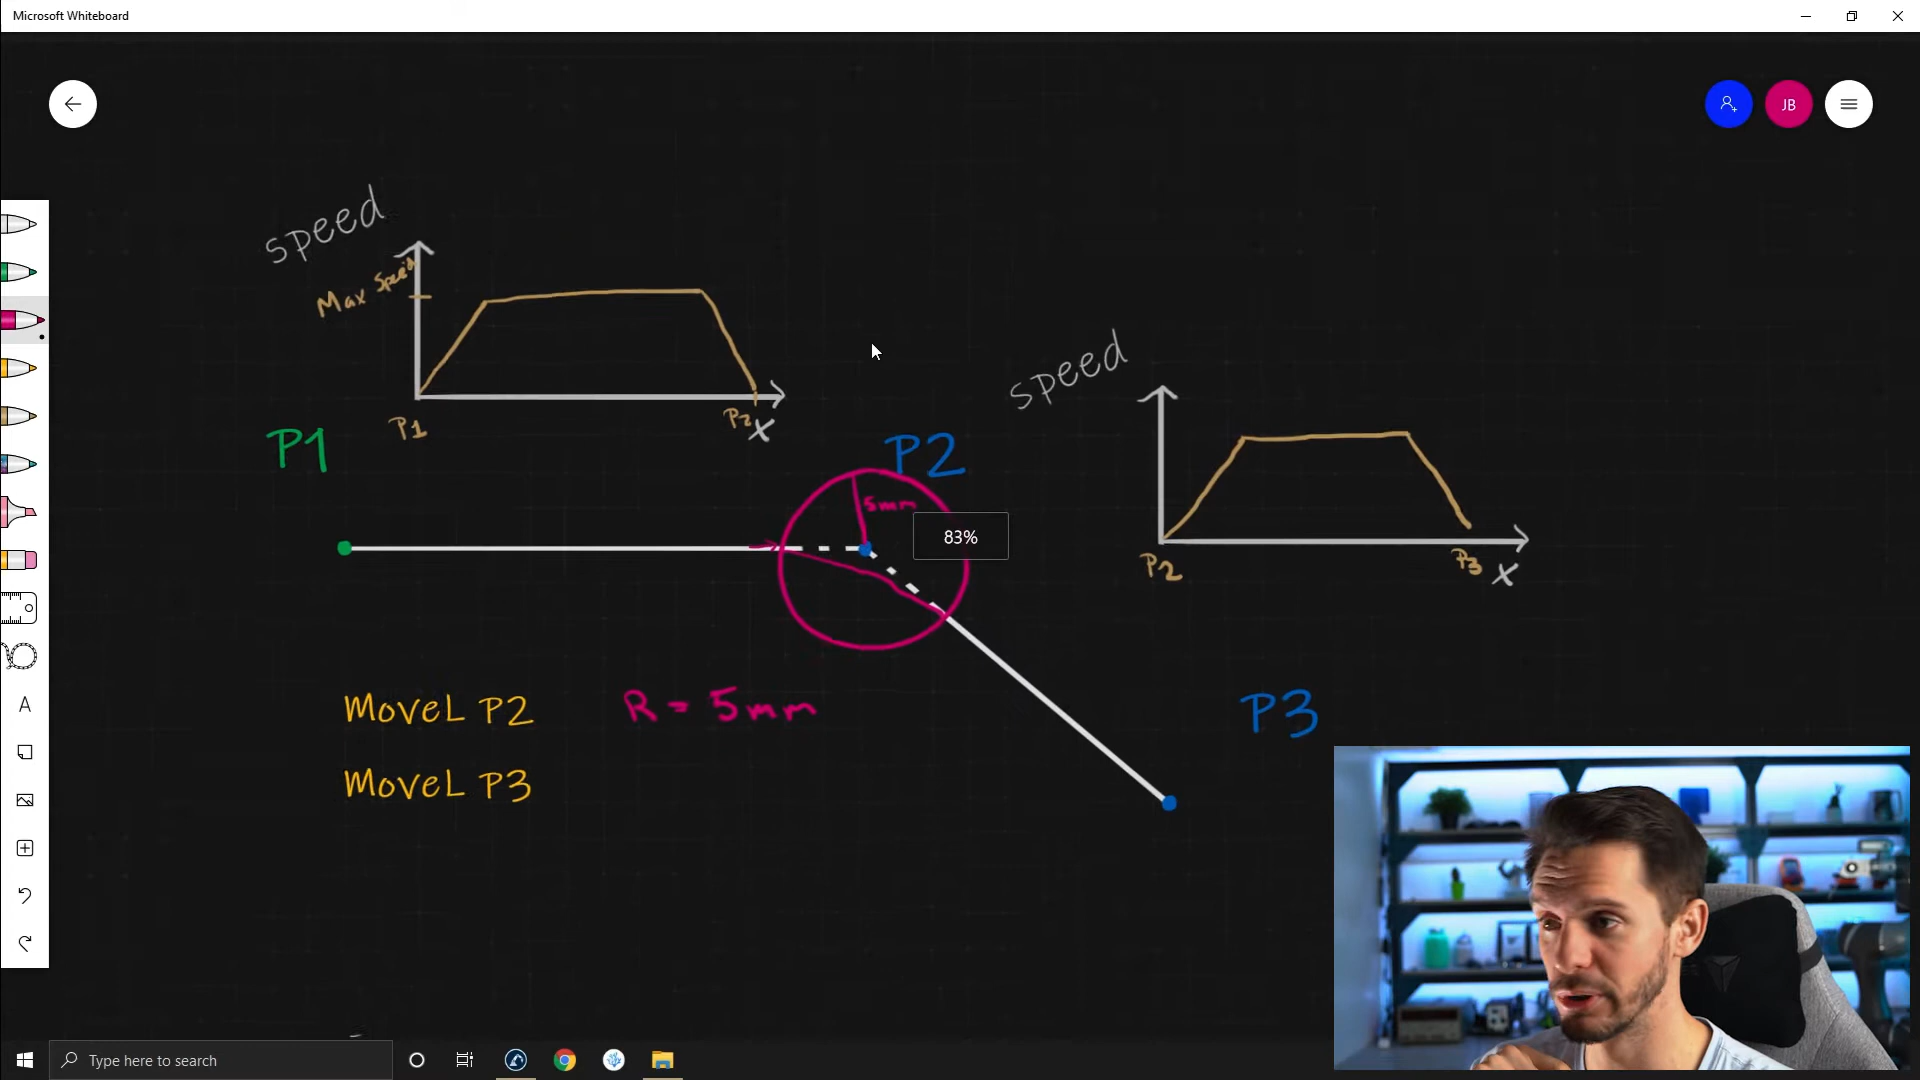 Microsoft Whiteboard
JB
speed
Max Speed
P1
P2
X
speed
P2
P3
X
P1
P2
5mm
83%
MoveL P2
R = 5mm
MoveL P3
P3
A
Type here to search